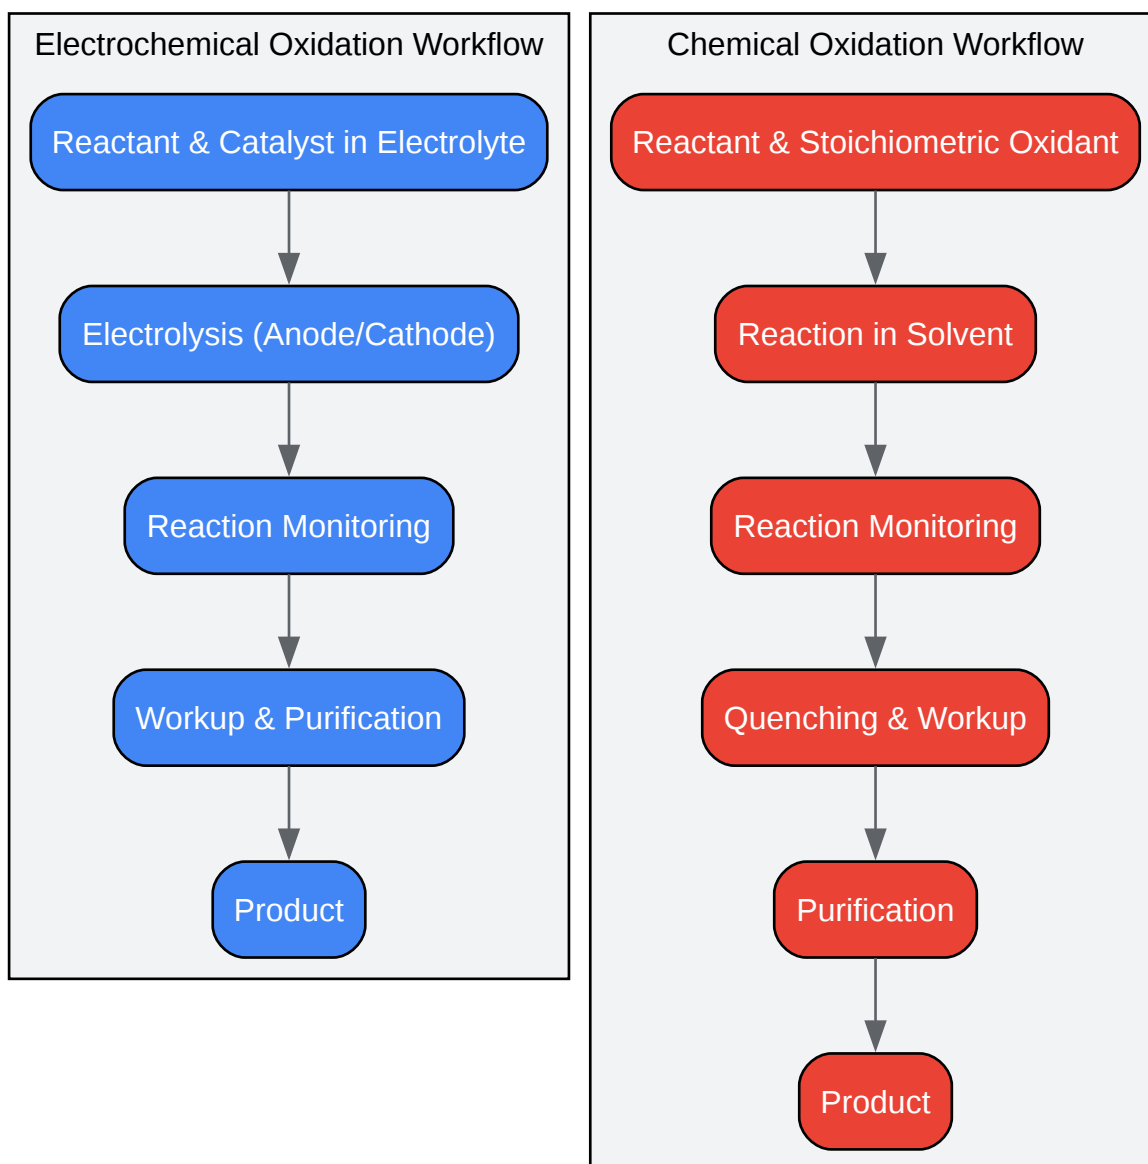 Electrochemical Oxidation Workflow
Reactant & Catalyst in Electrolyte
Electrolysis (Anode/Cathode)
Reaction Monitoring
Workup & Purification
Product
Chemical Oxidation Workflow
Reactant & Stoichiometric Oxidant
Reaction in Solvent
Reaction Monitoring
Quenching & Workup
Purification
Product